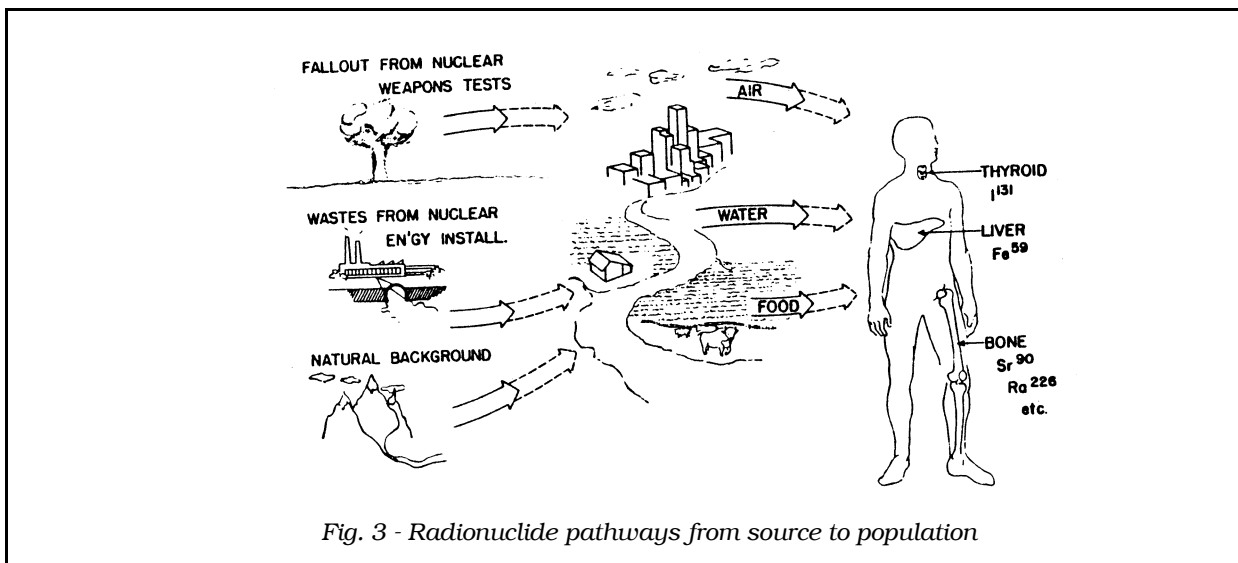 FALLOUT FROM NUCLEAR
WEAPONS TESTS
AIR
THYROID
I¹³¹
WASTES FROM NUCLEAR
EN'GY INSTALL.
WATER
LIVER
Fe⁵⁹
FOOD
NATURAL BACKGROUND
BONE
Sr⁹⁰
Ra²²⁶
etc.
Fig. 3 - Radionuclide pathways from source to population